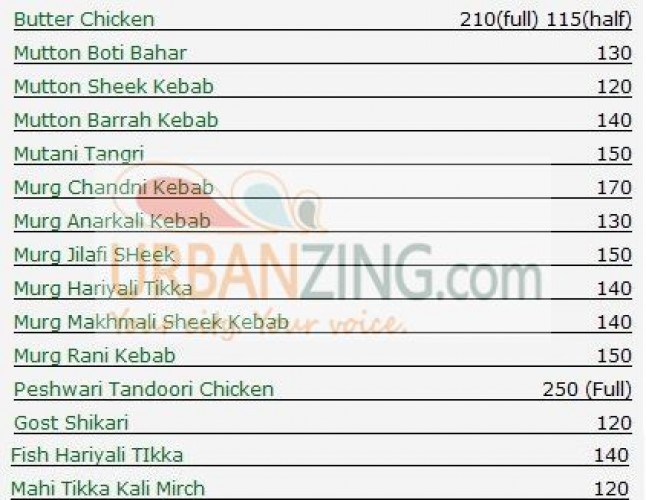 Butter Chicken 210(full) 115(half)
Mutton Boti Bahar 130
Mutton Sheek Kebab 120
Mutton Barrah Kebab 140
Mutani Tangri 150
Murg Chandni Kebab 170
Murg Anarkali Kebab 130
Murg Jilafi SHeek 150
URBANZING.com
Murg Hariyali Tikka 140
Murg Makhmali Sheek Kebab 140
Your city. Your voice.
Murg Rani Kebab 150
Peshwari Tandoori Chicken 250 (Full)
Gost Shikari 120
Fish Hariyali TIkka 140
Mahi Tikka Kali Mirch 120